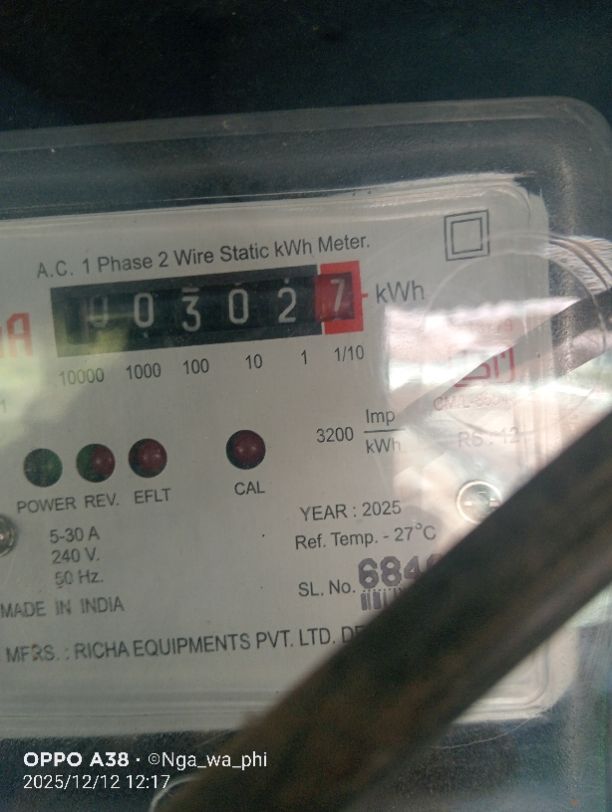 A.C. 1 Phase 2 Wire Static kWh Meter.
0 0 3 0 2 7 kWh
10000 1000 100 10 1 1/10
3200 Imp
kWh
POWER REV. EFLT CAL
5-30 A
240 V.
50 Hz.
MADE IN INDIA
YEAR : 2025
Ref. Temp. - 27°C
SL. No. 684
MFRS. : RICHA EQUIPMENTS PVT. LTD.
OPPO A38 · ©Nga_wa_phi
2025/12/12 12:17